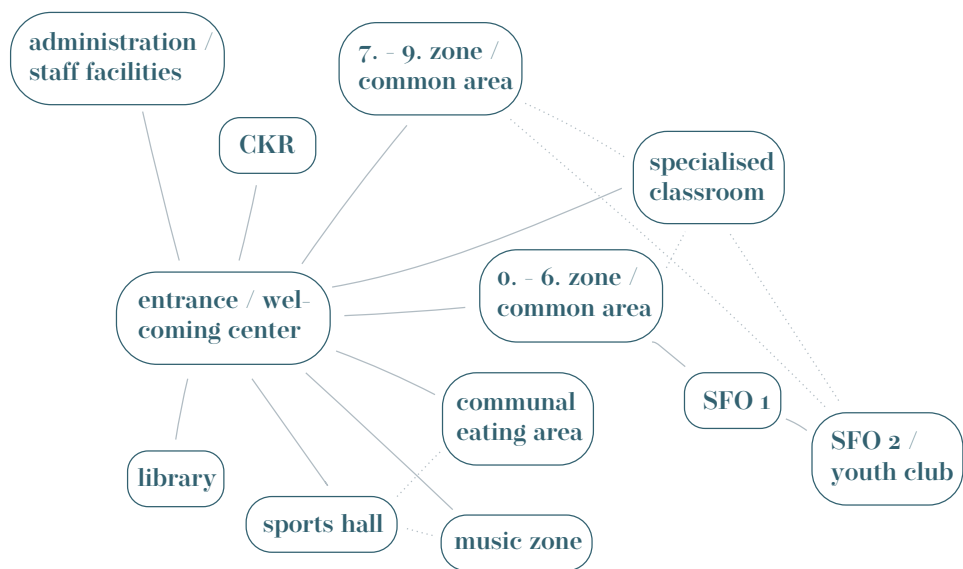 administration /
staff facilities
7. - 9. zone /
common area
CKR
specialised
classroom
0. - 6. zone /
common area
entrance / wel-
coming center
communal
eating area
SFO 1
SFO 2 /
youth club
library
sports hall
music zone